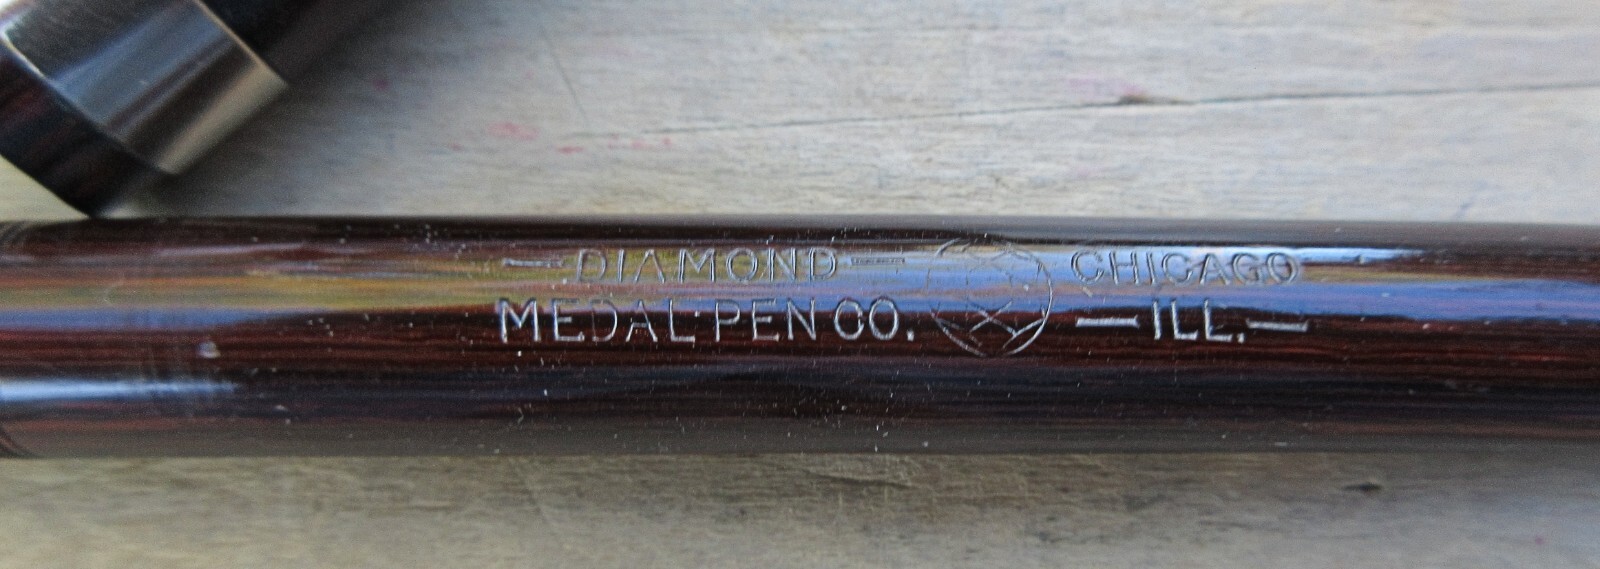 —DIAMOND—
MEDAL PEN CO.
CHICAGO
—ILL.—